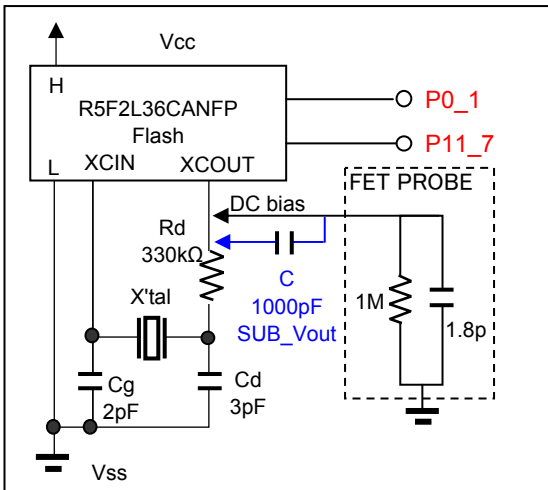 Vcc
H
R5F2L36CANFP
Flash
P0_1
P11_7
L
XCIN
XCOUT
FET PROBE
DC bias
Rd
330kΩ
C
1000pF
SUB_Vout
X'tal
1M
1.8p
Cg
2pF
Cd
3pF
Vss